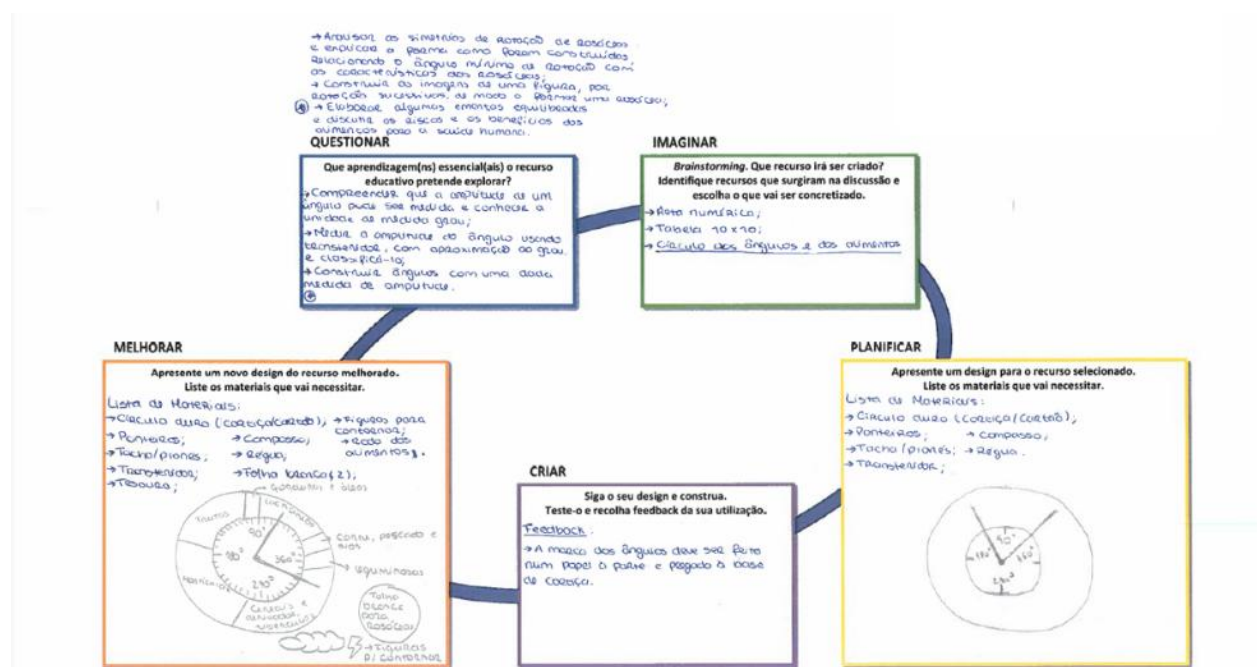 → Analisar as simetrias de rotação de rosáceas
e explicar a forma como foram construídas
relacionando o ângulo mínimo de rotação com
as características das rosáceas;
→ Construir as imagens de uma figura, por
rotações sucessivas, de modo a formar uma rosácea;
→ Elaborar algumas ementas equilibradas
e discutir os riscos e os benefícios dos
alimentos para a saúde humana.
QUESTIONAR
Que aprendizagem(ns) essencial(ais) o recurso
educativo pretende explorar?
→ Compreender que a amplitude de um
ângulo pode ser medida e conhecer a
unidade de medida grau;
→ Medir a amplitude do ângulo usando
transferidor, com aproximação ao grau
e classificá-lo;
→ Construir ângulos com uma dada
medida de amplitude.
IMAGINAR
Brainstorming. Que recurso irá ser criado?
Identifique recursos que surgiram na discussão e
escolha o que vai ser concretizado.
→ Reta numérica;
→ Tabela 10x10;
→ Círculo dos ângulos e dos alimentos
MELHORAR
Apresente um novo design do recurso melhorado.
Liste os materiais que vai necessitar.
Lista de Materiais:
→ Círculo duro (cortiça/cartão); → Figuras para contornar;
→ Ponteiros; → Compasso; → Roda dos alimentos.
→ Tacha/pionés; → Régua;
→ Transferidor; → Folha branca (2);
→ Tesoura;
Gorduras e óleos
Laticínios
Frutos
Carne, pescado e
ovos
Leguminosas
Hortícolas
Cereais e
derivados,
tubérculos
90°
180°
360°
270°
Folha
branca
para
rosáceas
→ Figuras
p/ contornar
CRIAR
Siga o seu design e construa.
Teste-o e recolha feedback da sua utilização.
Feedback:
→ A marca dos ângulos deve ser feita
num papel à parte e pregado à base
de cortiça.
PLANIFICAR
Apresente um design para o recurso selecionado.
Liste os materiais que vai necessitar.
Lista de Materiais:
→ Círculo duro (cortiça/cartão);
→ Ponteiros; → Compasso;
→ Tacha/pionés; → Régua.
→ Transferidor;
90°
180°
360°
270°